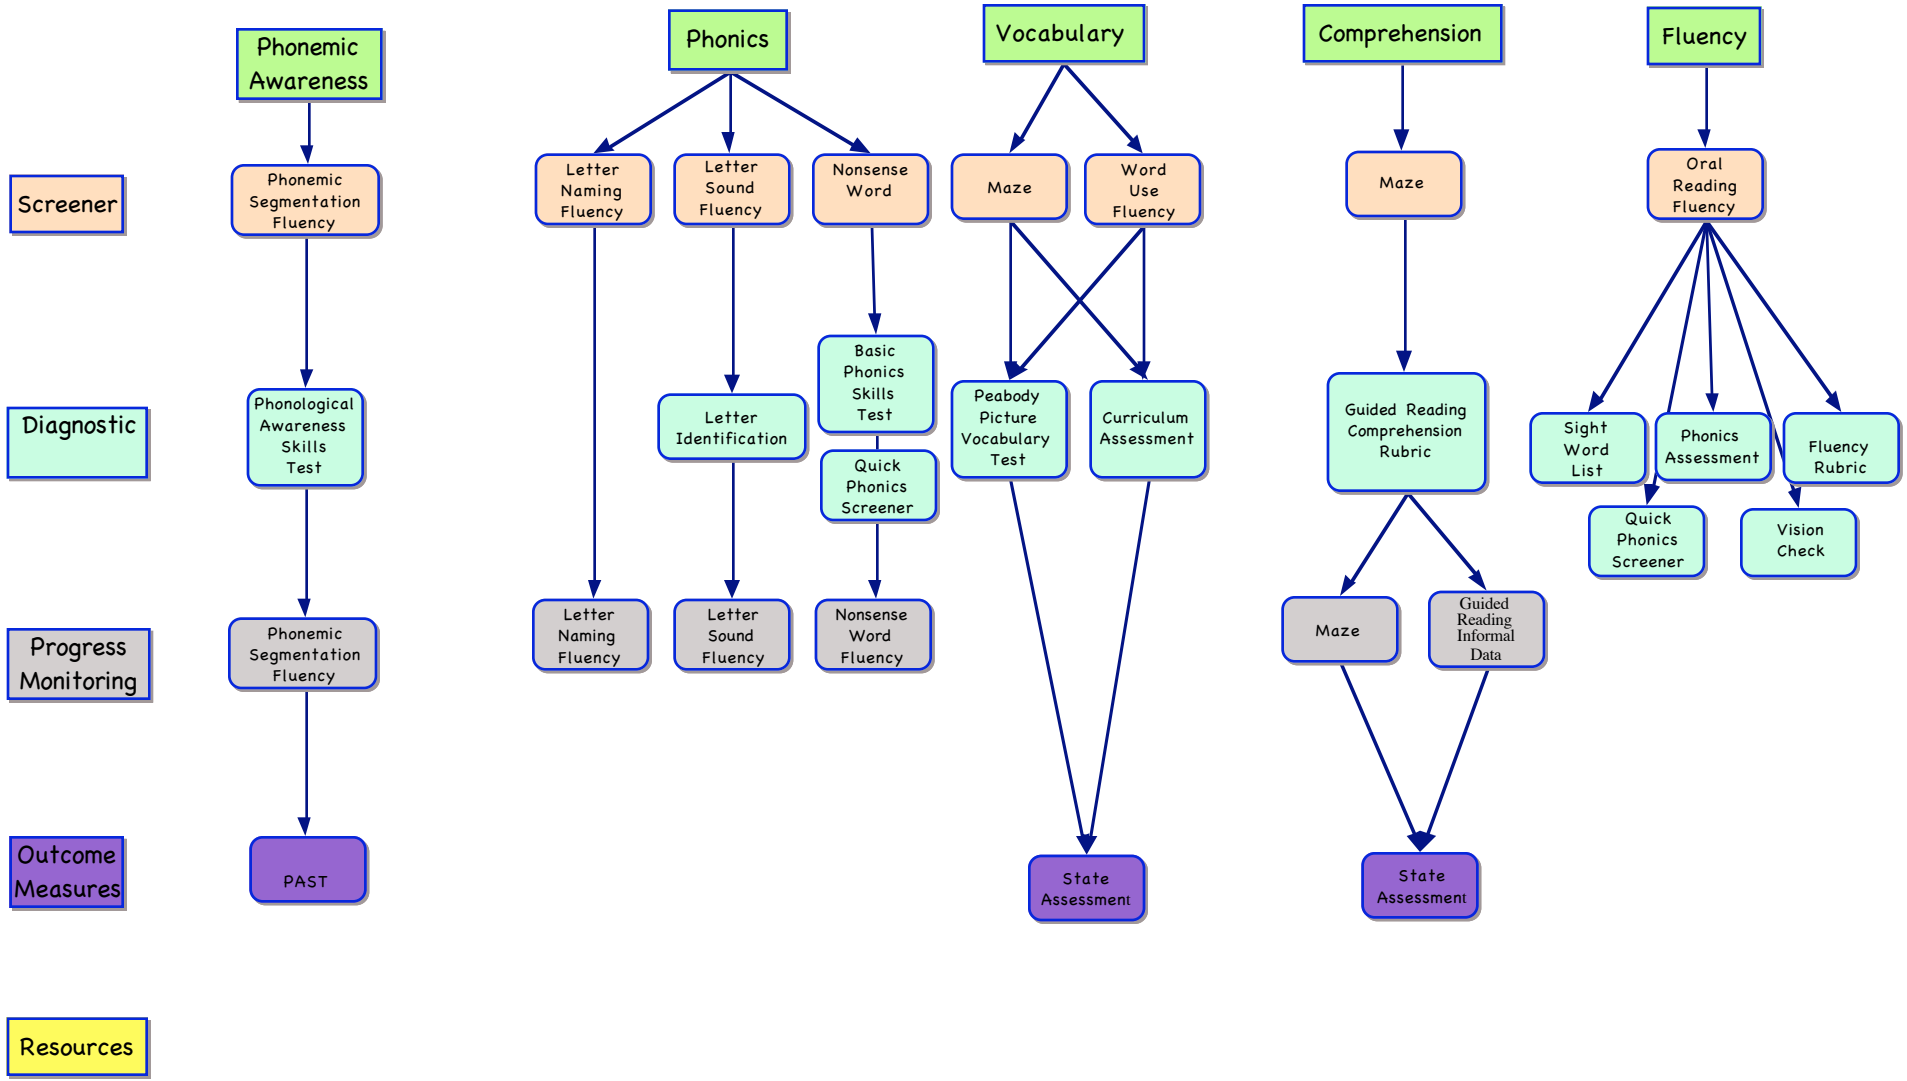 Phonemic
Awareness
Phonics
Vocabulary
Comprehension
Fluency
Screener
Phonemic
Segmentation
Fluency
Letter
Naming
Fluency
Letter
Sound
Fluency
Nonsense
Word
Maze
Word
Use
Fluency
Maze
Oral
Reading
Fluency
Diagnostic
Phonological
Awareness
Skills
Test
Letter
Identification
Basic
Phonics
Skills
Test
Quick
Phonics
Screener
Peabody
Picture
Vocabulary
Test
Curriculum
Assessment
Guided Reading
Comprehension
Rubric
Sight
Word
List
Phonics
Assessment
Fluency
Rubric
Quick
Phonics
Screener
Vision
Check
Progress
Monitoring
Phonemic
Segmentation
Fluency
Letter
Naming
Fluency
Letter
Sound
Fluency
Nonsense
Word
Fluency
Maze
Guided
Reading
Informal
Data
Outcome
Measures
PAST
State
Assessment
State
Assessment
Resources